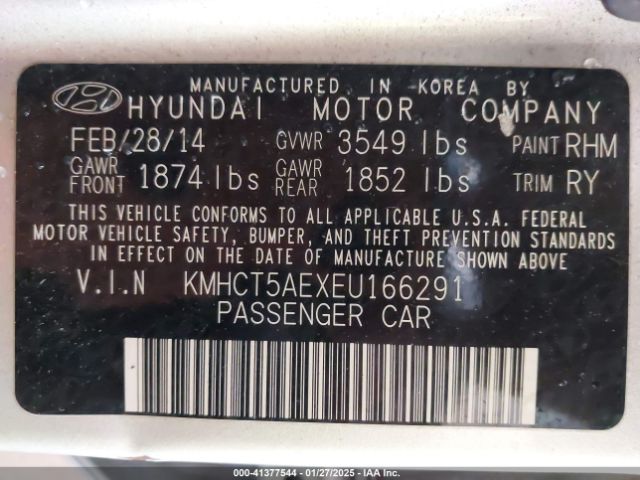 MANUFACTURED IN KOREA BY
HYUNDAI MOTOR COMPANY
FEB/28/14 GVWR 3549 lbs PAINT RHM
GAWR FRONT 1874 lbs GAWR REAR 1852 lbs TRIM RY
THIS VEHICLE CONFORMS TO ALL APPLICABLE U.S.A. FEDERAL
MOTOR VEHICLE SAFETY, BUMPER, AND THEFT PREVENTION STANDARDS
IN EFFECT ON THE DATE OF MANUFACTURE SHOWN ABOVE
V.I.N KMHCT5AEXEU166291
PASSENGER CAR
000-41377544 | 01/27/2025 - IAA Inc.